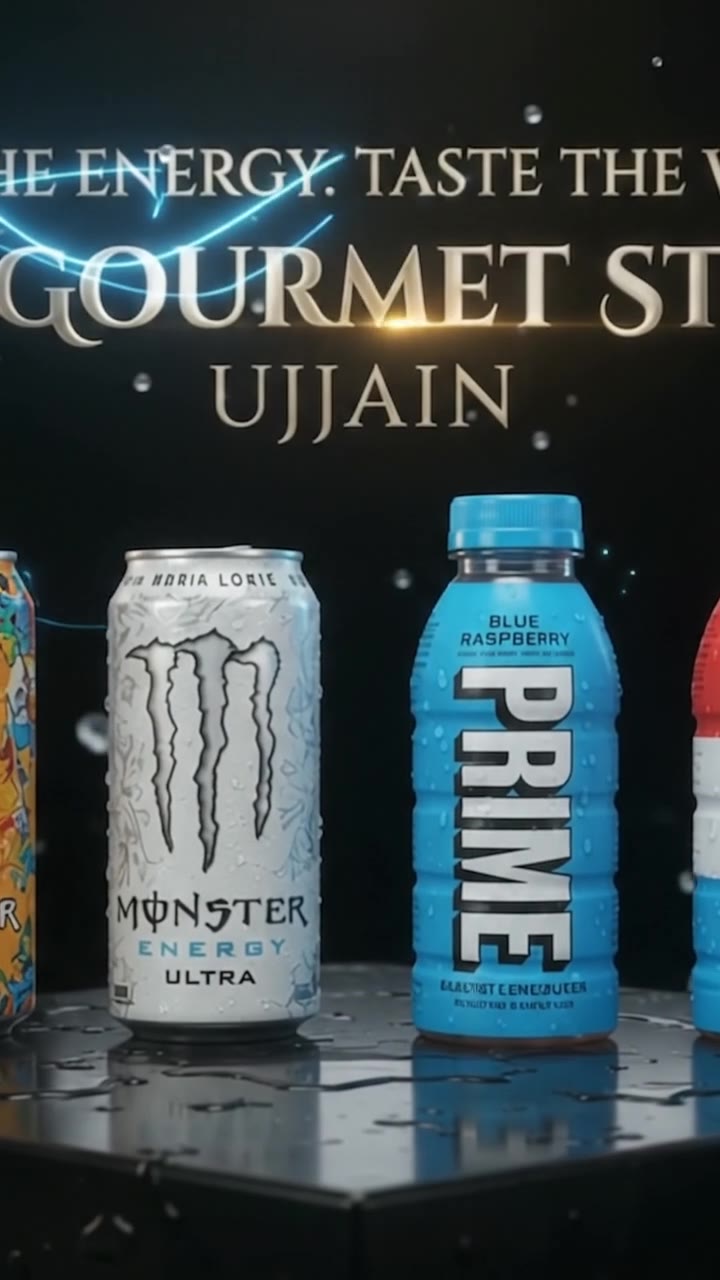 HE ENERGY. TASTE THE
GOURMET ST
UJJAIN
BLUE
RASPBERRY
PRIME
MONSTER
ENERGY
ULTRA
R